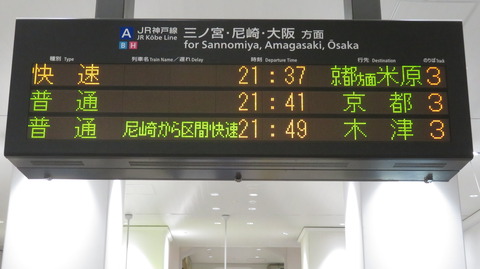 A JR神戸線 三ノ宮・尼崎・大阪 方面
B H JR Kōbe Line for Sannomiya, Amagasaki, Ōsaka
種別 Type 列車名 Train Name/遅れ Delay 時刻 Departure Time 行先 Destination のりば Track
快速 21:37 京都方面米原 3
普通 21:41 京都 3
普通 尼崎から区間快速 21:49 木津 3